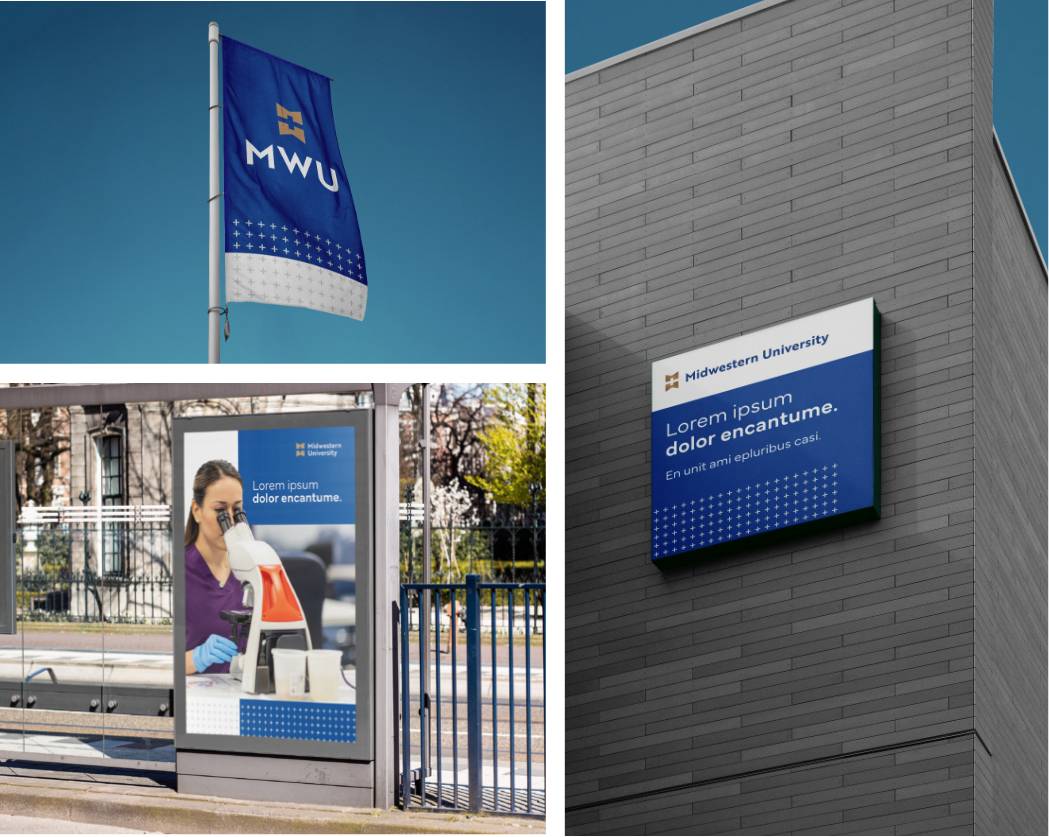 MWU
Midwestern University
Lorem ipsum
dolor encantume.
En unit ami epluribus casi.
Midwestern
University
Lorem ipsum
dolor encantume.